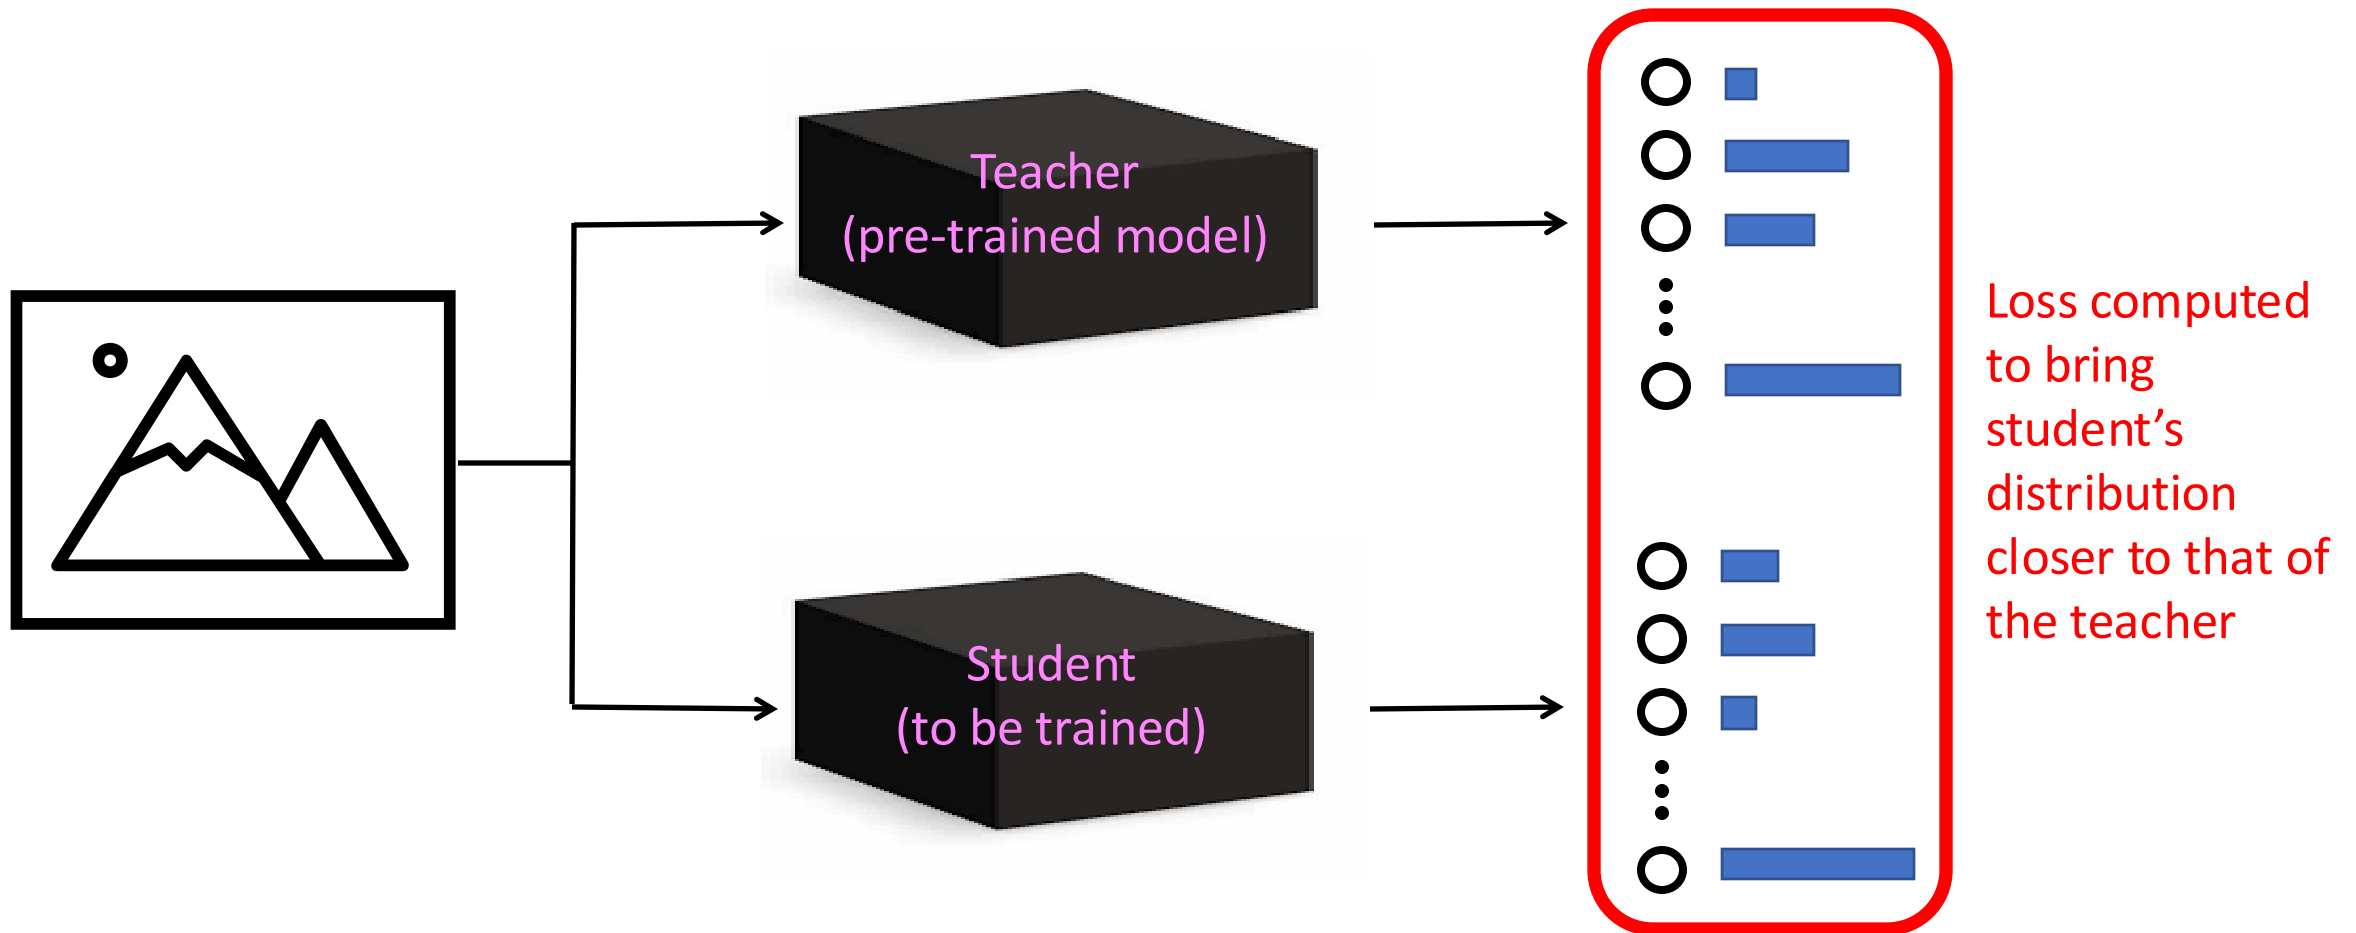 Teacher
(pre-trained model)
Student
(to be trained)
Loss computed
to bring
student’s
distribution
closer to that of
the teacher